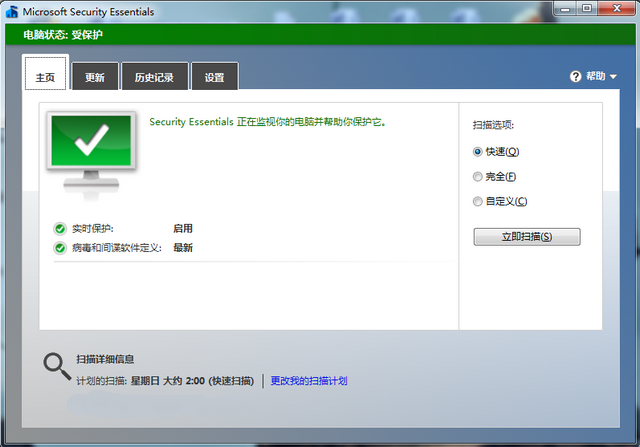 Microsoft Security Essentials
电脑状态: 受保护
主页 更新 历史记录 设置 帮助
Security Essentials 正在监视你的电脑并帮助你保护它。
扫描选项:
快速(Q)
完全(F)
自定义(C)
立即扫描(S)
实时保护: 启用
病毒和间谍软件定义: 最新
扫描详细信息
计划的扫描: 星期日 大约 2:00 (快速扫描) 更改我的扫描计划